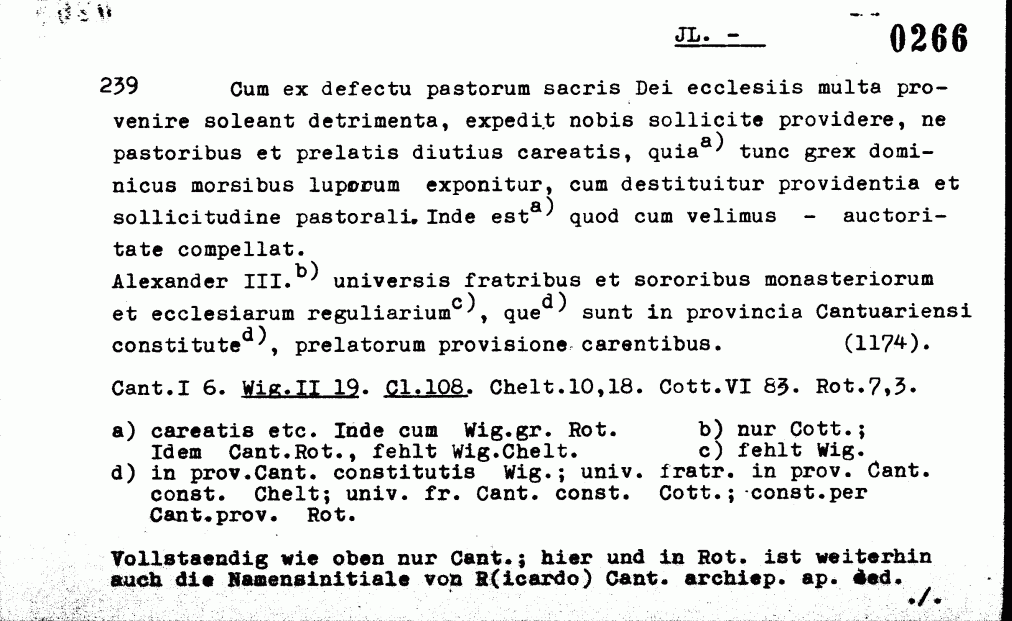 JL. -
0266
239 Cum ex defectu pastorum sacris Dei ecclesiis multa pro-
venire soleant detrimenta, expedit nobis sollicite providere, ne
pastoribus et prelatis diutius careatis, quia a) tunc grex domi-
nicus morsibus luporum exponitur, cum destituitur providentia et
sollicitudine pastorali. Inde est a) quod cum velimus - auctori-
tate compellat.
Alexander III. b) universis fratribus et sororibus monasteriorum
et ecclesiarum reguliarium c), que d) sunt in provincia Cantuariensi
constitute d), prelatorum provisione carentibus. (1174).
Cant.I 6. Wig.II 19. Cl.108. Chelt.10,18. Cott.VI 83. Rot.7,3.
a) careatis etc. Inde cum Wig.gr. Rot. b) nur Cott.;
Idem Cant.Rot., fehlt Wig.Chelt. c) fehlt Wig.
d) in prov.Cant. constitutis Wig.; univ. fratr. in prov. Cant.
const. Chelt; univ. fr. Cant. const. Cott.; const.per
Cant.prov. Rot.
Vollstaendig wie oben nur Cant.; hier und in Rot. ist weiterhin
auch die Namensinitiale von R(icardo) Cant. archiep. ap. sed.
./.